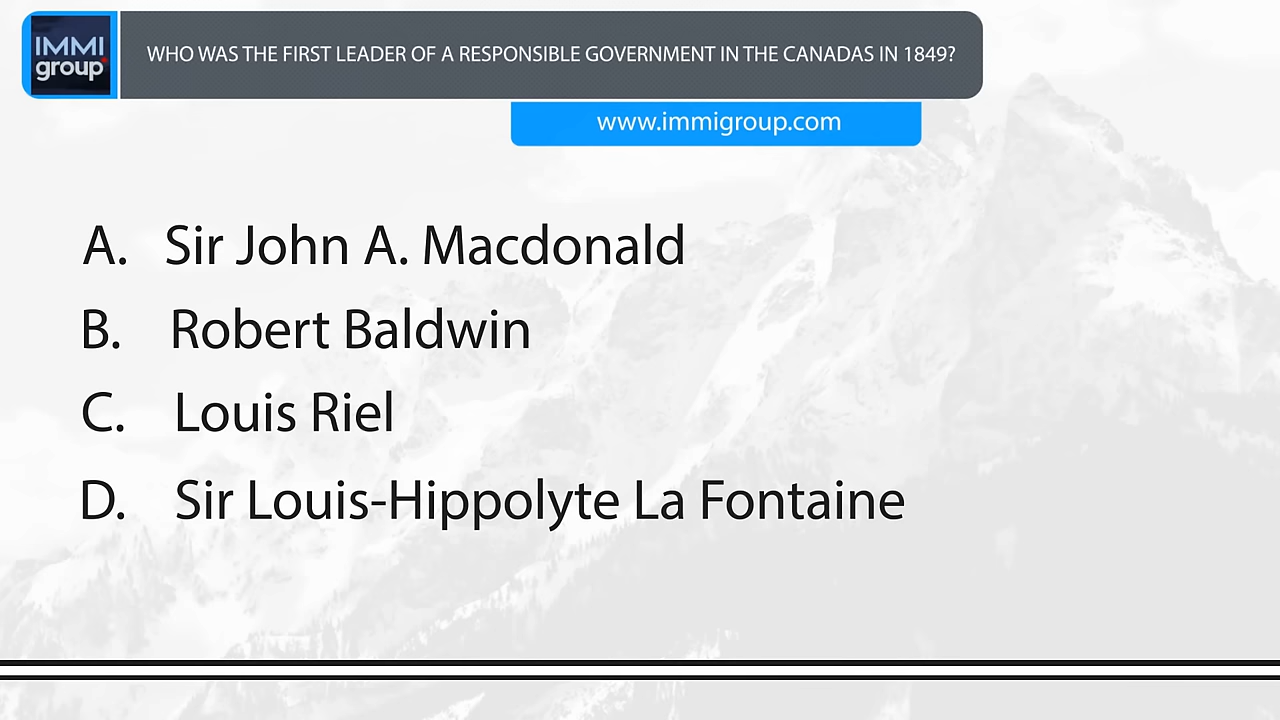 IMMI
group
WHO WAS THE FIRST LEADER OF A RESPONSIBLE GOVERNMENT IN THE CANADAS IN 1849?
www.immigroup.com
A. Sir John A. Macdonald
B. Robert Baldwin
C. Louis Riel
D. Sir Louis-Hippolyte La Fontaine